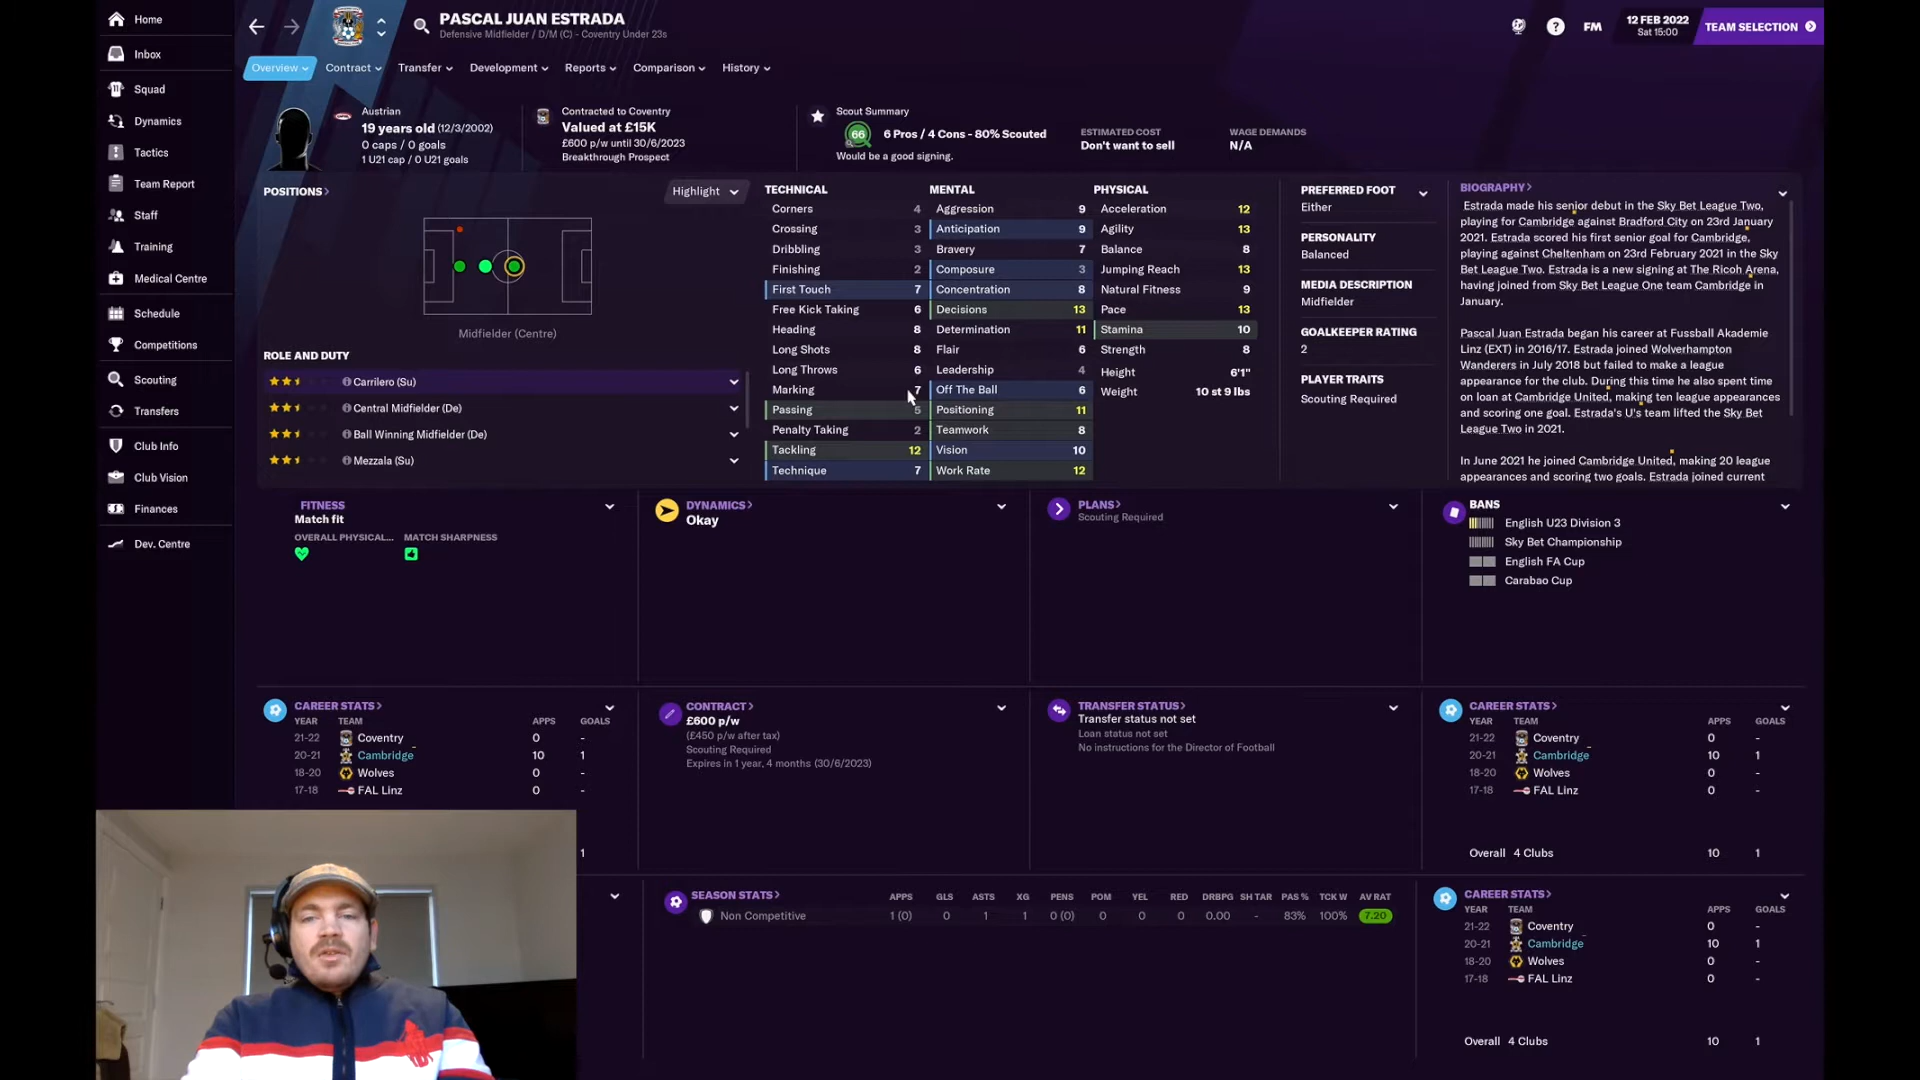 Home
Inbox
Squad
Dynamics
Tactics
Team Report
Staff
Training
Medical Centre
Schedule
Competitions
Scouting
Transfers
Club Info
Club Vision
Finances
Dev. Centre
PASCAL JUAN ESTRADA
Defensive Midfielder / D/M (C) - Coventry Under 23s
FM
12 FEB 2022
Sat 15:00
TEAM SELECTION
Overview Contract Transfer Development Reports Comparison History
Austrian
19 years old (12/3/2002)
0 caps / 0 goals
1 U21 cap / 0 U21 goals
Contracted to Coventry
Valued at £15K
£600 p/w until 30/6/2023
Breakthrough Prospect
Scout Summary
66 6 Pros / 4 Cons - 80% Scouted
Would be a good signing.
ESTIMATED COST
Don't want to sell
WAGE DEMANDS
N/A
POSITIONS
Highlight
Midfielder (Centre)
ROLE AND DUTY
Carrilero (Su)
Central Midfielder (De)
Ball Winning Midfielder (De)
Mezzala (Su)
TECHNICAL
Corners 4
Crossing 3
Dribbling 3
Finishing 2
First Touch 7
Free Kick Taking 6
Heading 8
Long Shots 8
Long Throws 6
Marking 7
Passing 5
Penalty Taking 2
Tackling 12
Technique 7
MENTAL
Aggression 9
Anticipation 9
Bravery 7
Composure 3
Concentration 8
Decisions 13
Determination 11
Flair 6
Leadership 4
Off The Ball 6
Positioning 11
Teamwork 8
Vision 10
Work Rate 12
PHYSICAL
Acceleration 12
Agility 13
Balance 8
Jumping Reach 13
Natural Fitness 9
Pace 13
Stamina 10
Strength 8
Height 6'1"
Weight 10 st 9 lbs
PREFERRED FOOT
Either
PERSONALITY
Balanced
MEDIA DESCRIPTION
Midfielder
GOALKEEPER RATING
2
PLAYER TRAITS
Scouting Required
BIOGRAPHY
Estrada made his senior debut in the Sky Bet League Two,
playing for Cambridge against Bradford City on 23rd January
2021. Estrada scored his first senior goal for Cambridge,
playing against Cheltenham on 23rd February 2021 in the Sky
Bet League Two. Estrada is a new signing at The Ricoh Arena,
having joined from Sky Bet League One team Cambridge in
January.
Pascal Juan Estrada began his career at Fussball Akademie
Linz (EXT) in 2016/17. Estrada joined Wolverhampton
Wanderers in July 2018 but failed to make a league
appearance for the club. During this time he also spent time
on loan at Cambridge United, making ten league appearances
and scoring one goal. Estrada's U's team lifted the Sky Bet
League Two in 2021.
In June 2021 he joined Cambridge United, making 20 league
appearances and scoring two goals. Estrada joined current
FITNESS
Match fit
OVERALL PHYSICAL... MATCH SHARPNESS
DYNAMICS
Okay
PLANS
Scouting Required
BANS
English U23 Division 3
Sky Bet Championship
English FA Cup
Carabao Cup
CAREER STATS
YEAR TEAM APPS GOALS
21-22 Coventry 0 -
20-21 Cambridge 10 1
18-20 Wolves 0 -
17-18 FAL Linz 0 -
1
CONTRACT
£600 p/w
(£450 p/w after tax)
Scouting Required
Expires in 1 year, 4 months (30/6/2023)
TRANSFER STATUS
Transfer status not set
Loan status not set
No instructions for the Director of Football
CAREER STATS
YEAR TEAM APPS GOALS
21-22 Coventry 0 -
20-21 Cambridge 10 1
18-20 Wolves 0 -
17-18 FAL Linz 0 -
Overall 4 Clubs 10 1
SEASON STATS
APPS GLS ASTS XG PENS POM YEL RED DRBPG SH TAR PAS % TCK W AV RAT
Non Competitive 1 (0) 0 1 1 0 (0) 0 0 0 0.00 - 83% 100% 7.20
CAREER STATS
YEAR TEAM APPS GOALS
21-22 Coventry 0 -
20-21 Cambridge 10 1
18-20 Wolves 0 -
17-18 FAL Linz 0 -
Overall 4 Clubs 10 1